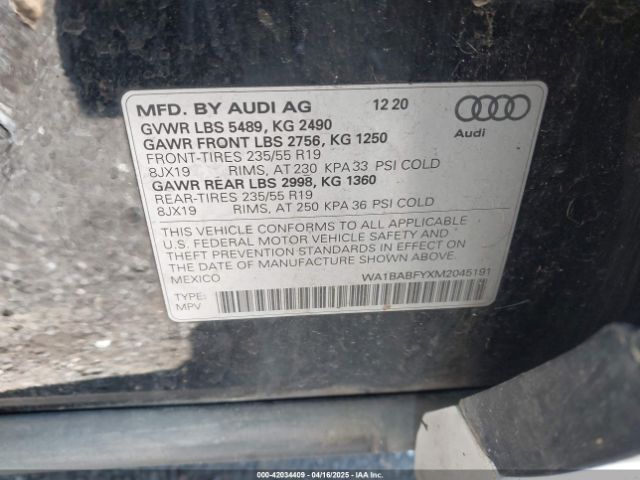 MFD. BY AUDI AG 12 20
GVWR LBS 5489, KG 2490
GAWR FRONT LBS 2756, KG 1250
FRONT-TIRES 235/55 R19
8JX19 RIMS, AT 230 KPA 33 PSI COLD
GAWR REAR LBS 2998, KG 1360
REAR-TIRES 235/55 R19
8JX19 RIMS, AT 250 KPA 36 PSI COLD
Audi
THIS VEHICLE CONFORMS TO ALL APPLICABLE
U.S. FEDERAL MOTOR VEHICLE SAFETY AND
THEFT PREVENTION STANDARDS IN EFFECT ON
THE DATE OF MANUFACTURE SHOWN ABOVE.
MEXICO WA1BABFYXM2045191
TYPE:
MPV
000-42034409 - 04/16/2025 - IAA Inc.